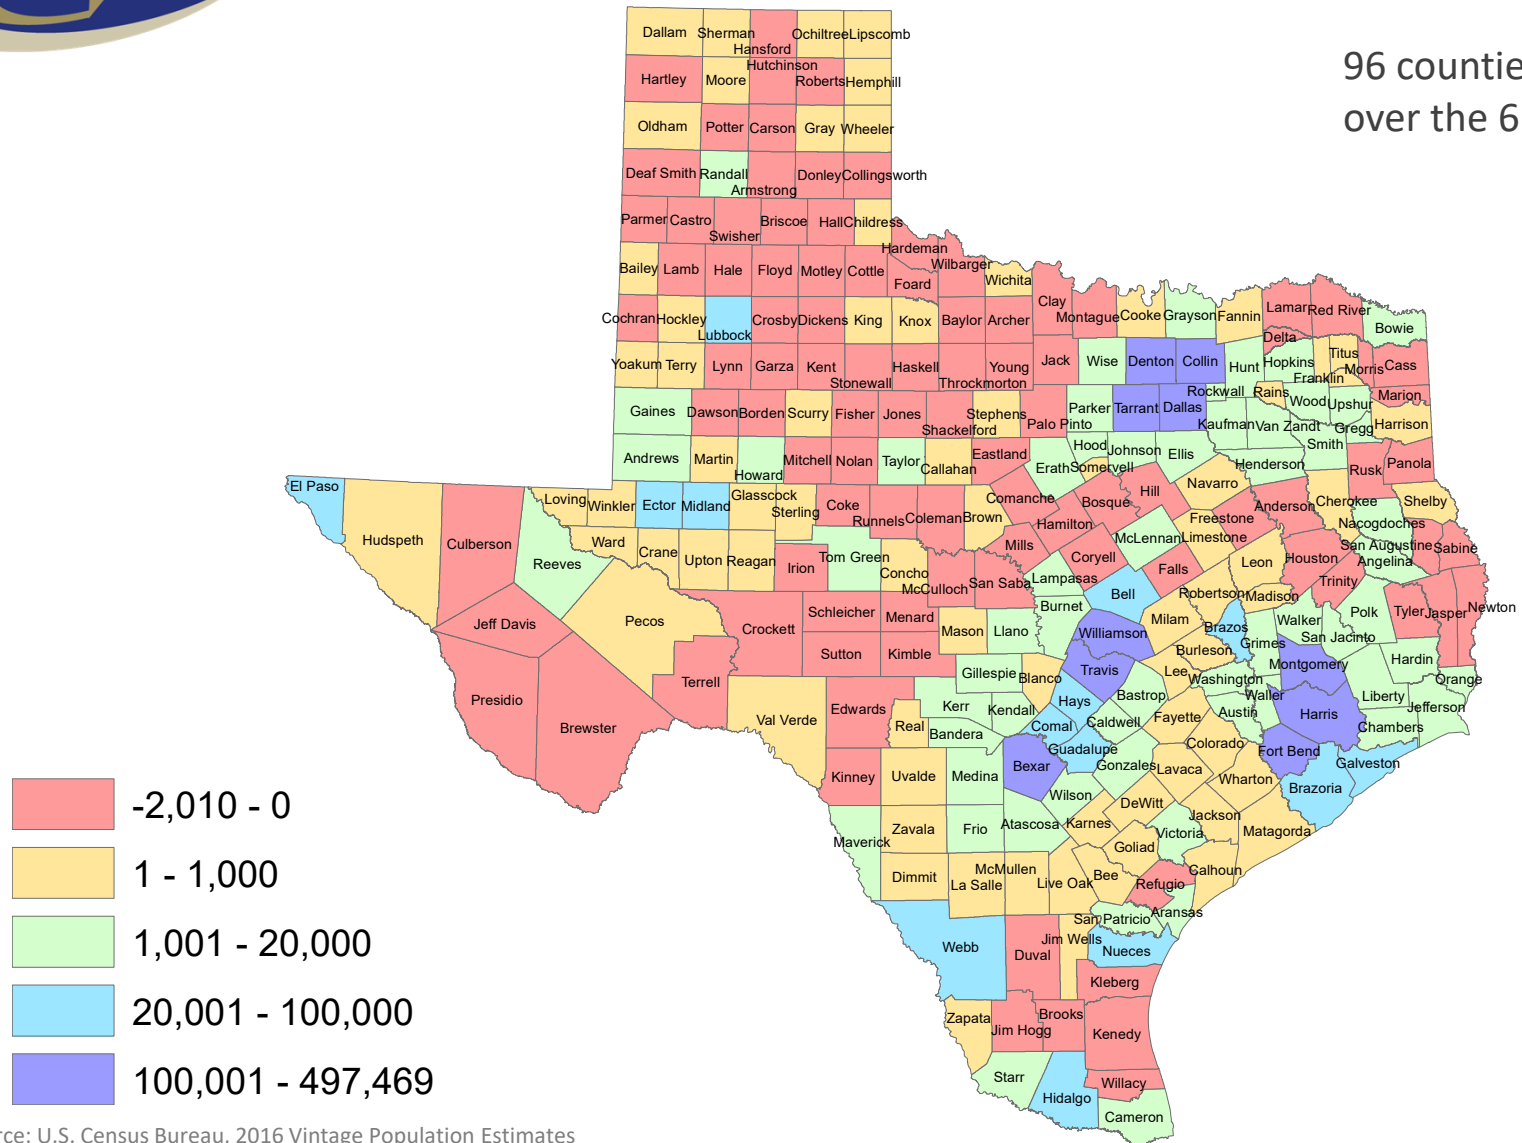 96 countie
over the 6
Dallam Sherman Hansford Ochiltree Lipscomb
Hartley Moore Hutchinson Roberts Hemphill
Oldham Potter Carson Gray Wheeler
Deaf Smith Randall Armstrong Donley Collingsworth
Parmer Castro Swisher Briscoe Hall Childress
Hardeman
Bailey Lamb Hale Floyd Motley Cottle Foard Wilbarger Wichita
Clay Montague Cooke Grayson Fannin Lamar Red River Bowie
Cochran Hockley Lubbock Crosby Dickens King Knox Baylor Archer
Delta Titus
Yoakum Terry Lynn Garza Kent Stonewall Haskell Throckmorton Young Jack Wise Denton Collin Hunt Hopkins Franklin Morris Cass
Rockwall Rains Wood Upshur Marion
Gaines Dawson Borden Scurry Fisher Jones Shackelford Stephens Palo Pinto Parker Tarrant Dallas Kaufman Van Zandt Gregg Harrison
Andrews Martin Howard Mitchell Nolan Taylor Callahan Eastland Erath Hood Somervell Johnson Ellis Henderson Smith Rusk Panola
El Paso Hudspeth Culberson Reeves Loving Winkler Ector Midland Glasscock Sterling Coke Runnels Coleman Brown Comanche Hamilton Bosque Hill Navarro Freestone Anderson Cherokee Nacogdoches Shelby
Ward Crane Upton Reagan Irion Tom Green Concho McCulloch San Saba Mills Lampasas Coryell McLennan Limestone Falls Leon Houston Trinity Angelina San Augustine Sabine
Jeff Davis Pecos Crockett Schleicher Menard Mason Llano Burnet Bell Williamson Milam Robertson Madison Brazos Grimes Walker San Jacinto Polk Tyler Jasper Newton
Presidio Brewster Terrell Sutton Kimble Gillespie Blanco Travis Lee Burleson Washington Montgomery Hardin Orange
Val Verde Edwards Real Kerr Bandera Kendall Hays Comal Caldwell Bastrop Fayette Austin Waller Harris Liberty Chambers Jefferson
Kinney Uvalde Medina Bexar Guadalupe Gonzales Lavaca Colorado Wharton Fort Bend Brazoria Galveston
Maverick Zavala Frio Atascosa Wilson Karnes DeWitt Goliad Victoria Jackson Matagorda
Dimmit La Salle McMullen Live Oak Bee Refugio Calhoun
Webb Duval Jim Wells San Patricio Aransas Nueces
Kleberg
Zapata Jim Hogg Brooks Kenedy
Starr Hidalgo Willacy
Cameron
-2,010 - 0
1 - 1,000
1,001 - 20,000
20,001 - 100,000
100,001 - 497,469
rce: U.S. Census Bureau, 2016 Vintage Population Estimates